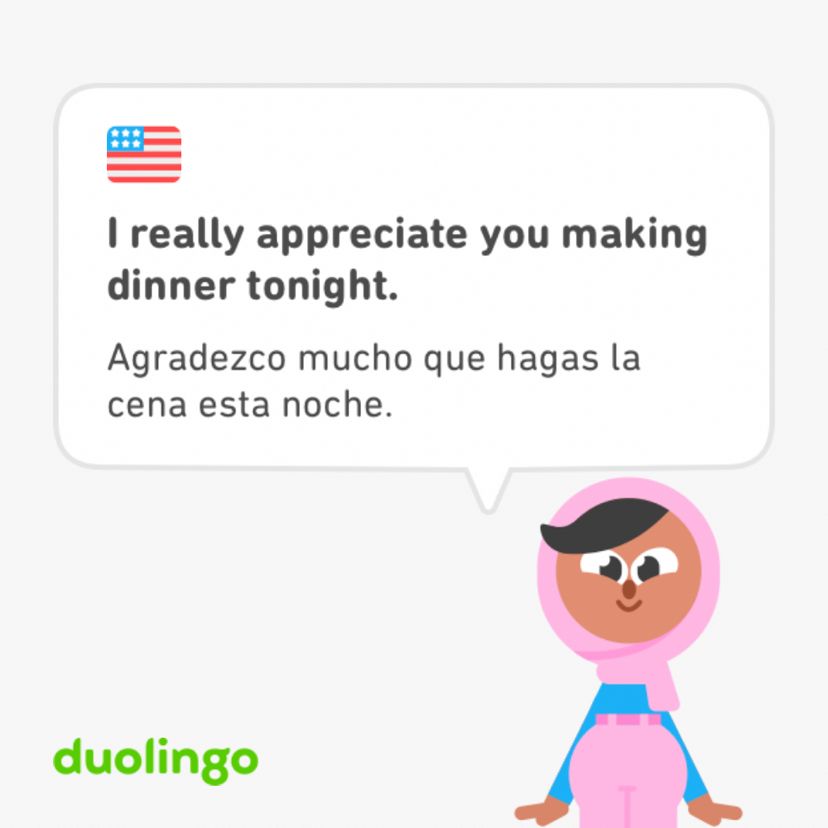 I really appreciate you making
dinner tonight.
Agradezco mucho que hagas la
cena esta noche.
duolingo